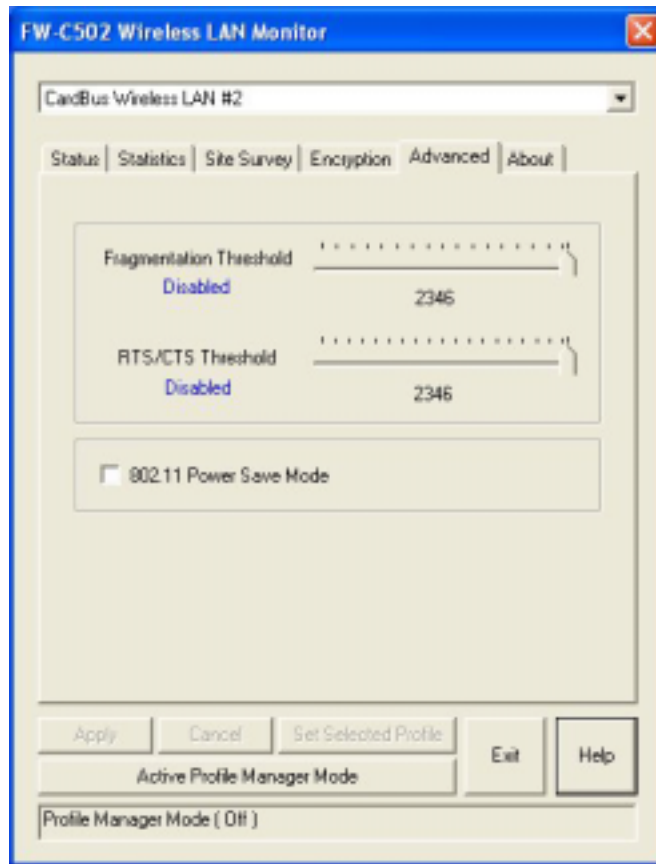 FW-C502 Wireless LAN Monitor
CardBus Wireless LAN #2
Status Statistics Site Survey Encryption Advanced About
Fragmentation Threshold
Disabled
2346
RTS/CTS Threshold
Disabled
2346
802.11 Power Save Mode
Apply Cancel Set Selected Profile
Exit Help
Active Profile Manager Mode
Profile Manager Mode ( Off )